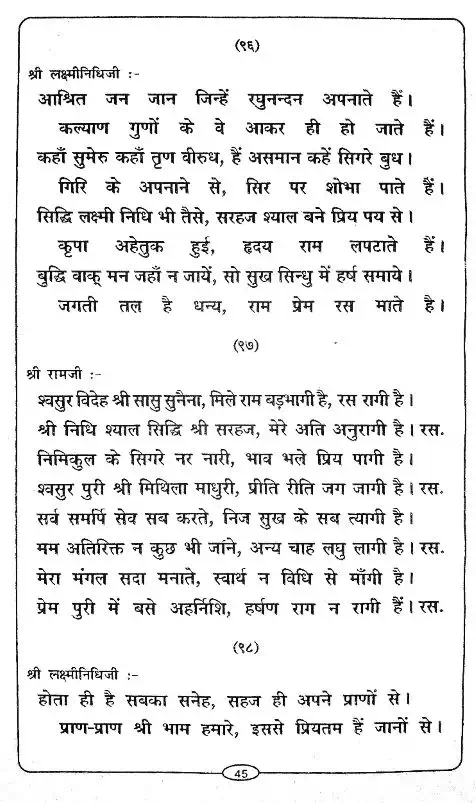 (९६)
श्री लक्ष्मीनिधिजी :-
आश्रित जन जान जिन्हें रघुनन्दन अपनाते हैं।
कल्याण गुणों के वे आकर ही हो जाते हैं।
कहाँ सुमेरु कहाँ तृण वीरुध, हैं असमान कहें सिगरे बुध।
गिरि के अपनाने से, सिर पर शोभा पाते हैं।
सिद्धि लक्ष्मी निधि भी तैसे, सरहज श्याल बने प्रिय पय से।
कृपा अहेतुक हुई, हृदय राम लपटाते हैं।
बुद्धि वाक् मन जहाँ न जायें, सो सुख सिन्धु में हर्ष समाये।
जगती तल है धन्य, राम प्रेम रस माते है।
(९७)
श्री रामजी :-
श्वसुर विदेह श्री सासु सुनैना, मिले राम बड़भागी है, रस रागी है।
श्री निधि श्याल सिद्धि श्री सरहज, मेरे अति अनुरागी है। रस.
निमिकुल के सिगरे नर नारी, भाव भले प्रिय पागी है।
श्वसुर पुरी श्री मिथिला माधुरी, प्रीति रीति जग जागी है। रस.
सर्व समर्पि सेव सब करते, निज सुख के सब त्यागी है।
मम अतिरिक्त न कुछ भी जांने, अन्य चाह लघु लागी है। रस.
मेरा मंगल सदा मनाते, स्वार्थ न विधि से माँगी है।
प्रेम पुरी में बसे अहर्निशि, हर्षण राग न रागी हैं। रस.
(९८)
श्री लक्ष्मीनिधिजी :-
होता ही है सबका सनेह, सहज ही अपने प्राणों से।
प्राण-प्राण श्री भाम हमारे, इससे प्रियतम हैं जानों से।
45